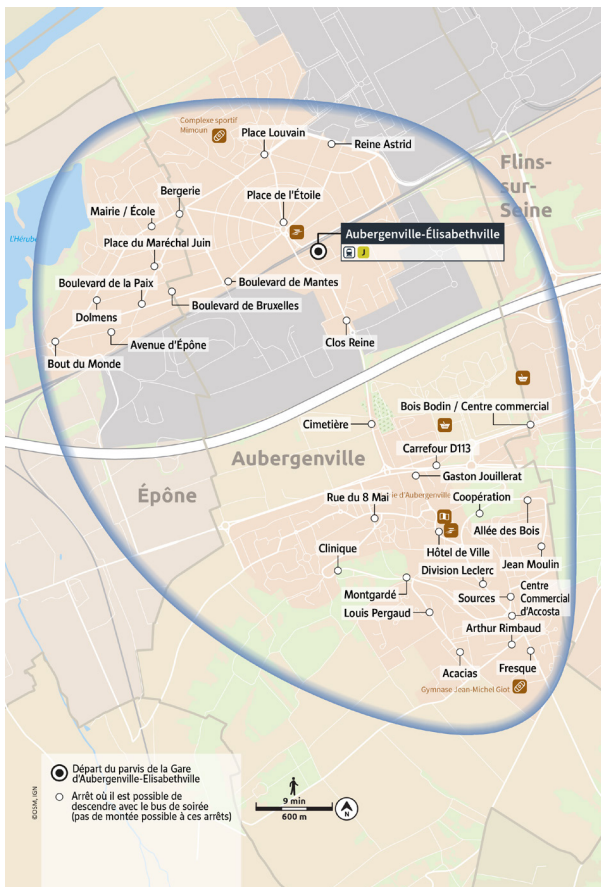 Complexe sportif
Mimoun
Place Louvain
Reine Astrid
Flins-
sur-
Seine
Bergerie
Place de l'Étoile
Mairie / École
Aubergenville-Élisabethville
J
L'Hérubé
Place du Maréchal Juin
Boulevard de la Paix
Boulevard de Mantes
Boulevard de Bruxelles
Dolmens
Avenue d'Épône
Clos Reine
Bout du Monde
Bois Bodin / Centre commercial
Cimetière
Carrefour D113
Aubergenville
Gaston Jouillerat
Épône
Rue du 8 Mai
ie d'Aubergenville
Coopération
Allée des Bois
Hôtel de Ville
Jean Moulin
Clinique
Division Leclerc
Centre
Commercial
d'Accosta
Montgardé
Sources
Louis Pergaud
Arthur Rimbaud
Acacias
Fresque
Gymnase Jean-Michel Giot
Départ du parvis de la Gare
d'Aubergenville-Elisabethville
Arrêt où il est possible de
descendre avec le bus de soirée
(pas de montée possible à ces arrêts)
9 min
600 m
N
©OSM, IGN